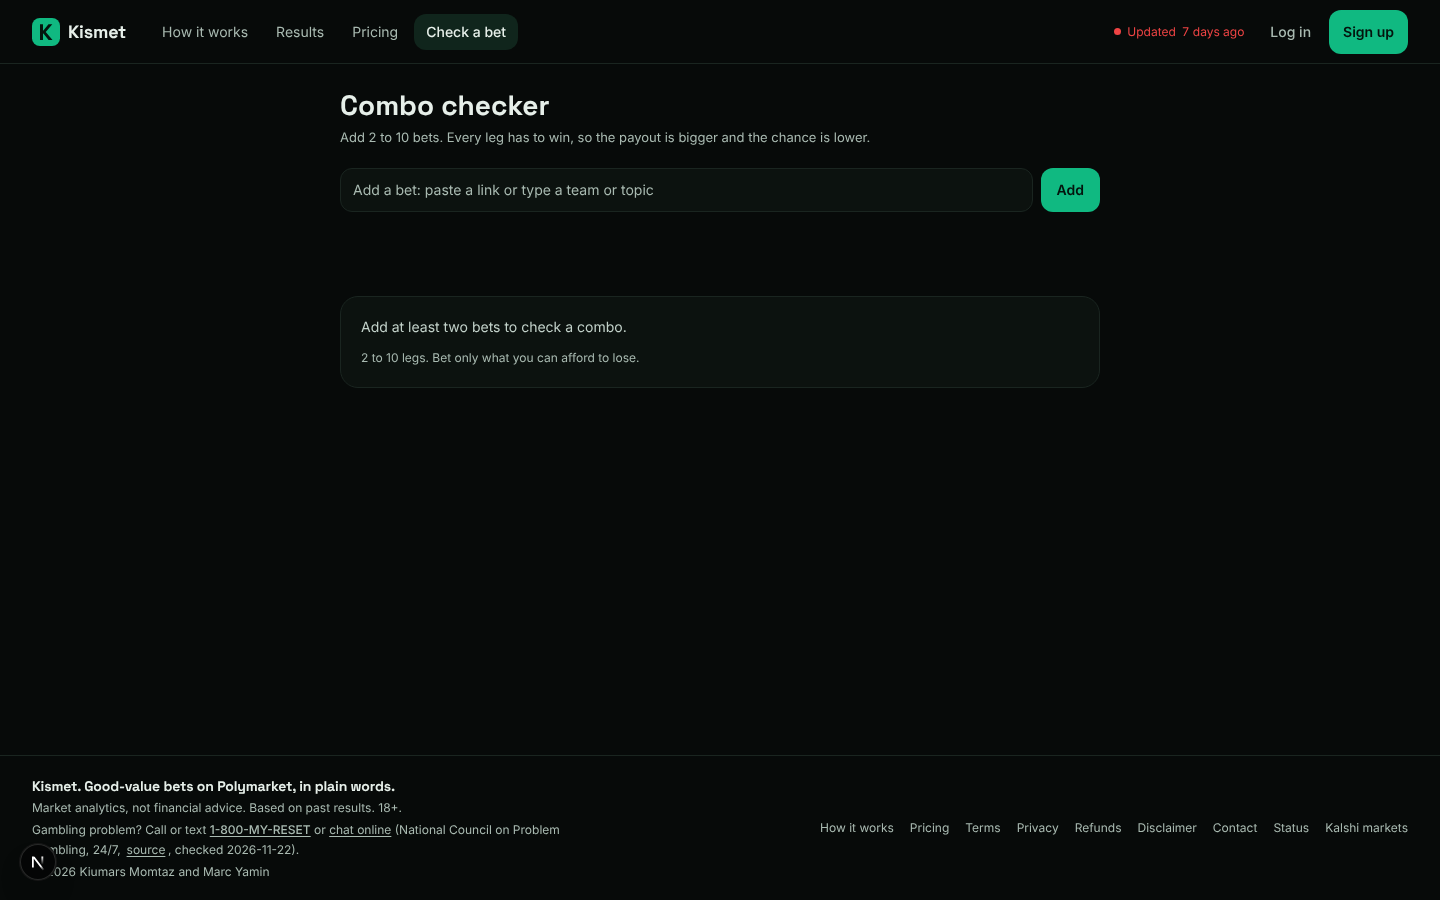 K Kismet How it works Results Pricing Check a bet Updated 7 days ago Log in Sign up
Combo checker
Add 2 to 10 bets. Every leg has to win, so the payout is bigger and the chance is lower.
Add a bet: paste a link or type a team or topic Add
Add at least two bets to check a combo.
2 to 10 legs. Bet only what you can afford to lose.
Kismet. Good-value bets on Polymarket, in plain words.
Market analytics, not financial advice. Based on past results. 18+.
Gambling problem? Call or text 1-800-MY-RESET or chat online (National Council on Problem
mbling, 24/7, source , checked 2026-11-22).
026 Kiumars Momtaz and Marc Yamin
How it works Pricing Terms Privacy Refunds Disclaimer Contact Status Kalshi markets
N